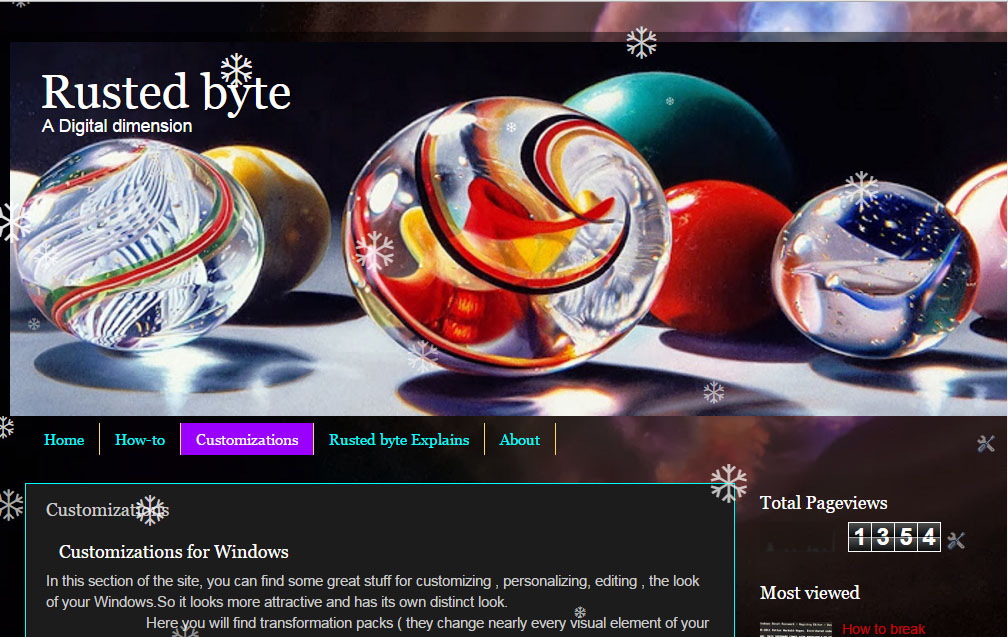 Rusted byte
A Digital dimension
Home How-to Customizations Rusted byte Explains About
Customizations
Customizations for Windows
In this section of the site, you can find some great stuff for customizing , personalizing, editing , the look
of your Windows.So it looks more attractive and has its own distinct look.
Here you will find transformation packs ( they change nearly every visual element of your
Total Pageviews
1354
Most viewed
How to break